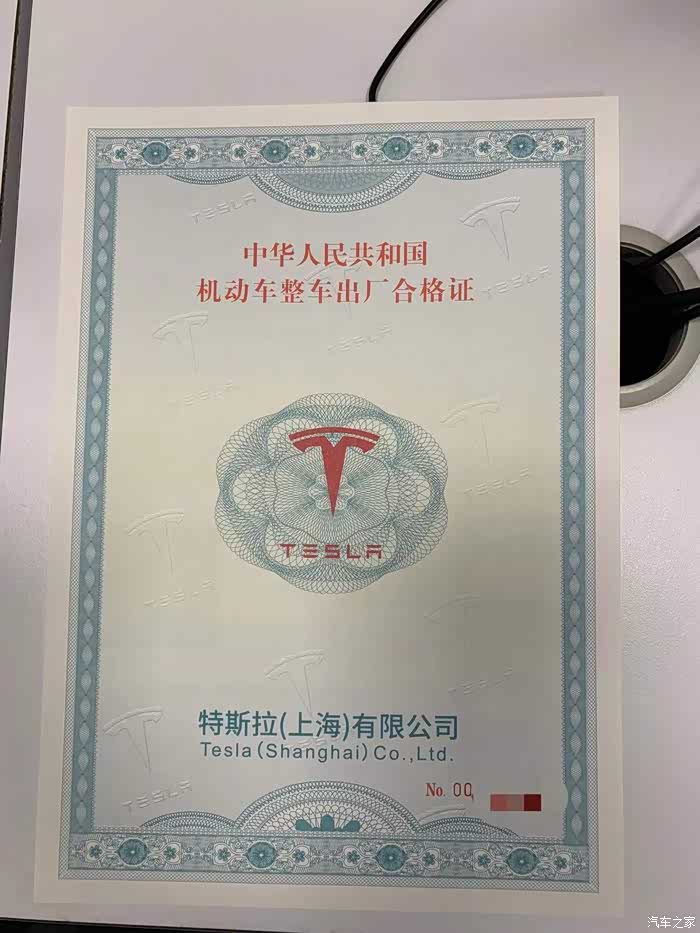 中华人民共和国
机动车整车出厂合格证
TESLA
特斯拉(上海)有限公司
Tesla(Shanghai)Co.,Ltd.
No. 00
汽车之家